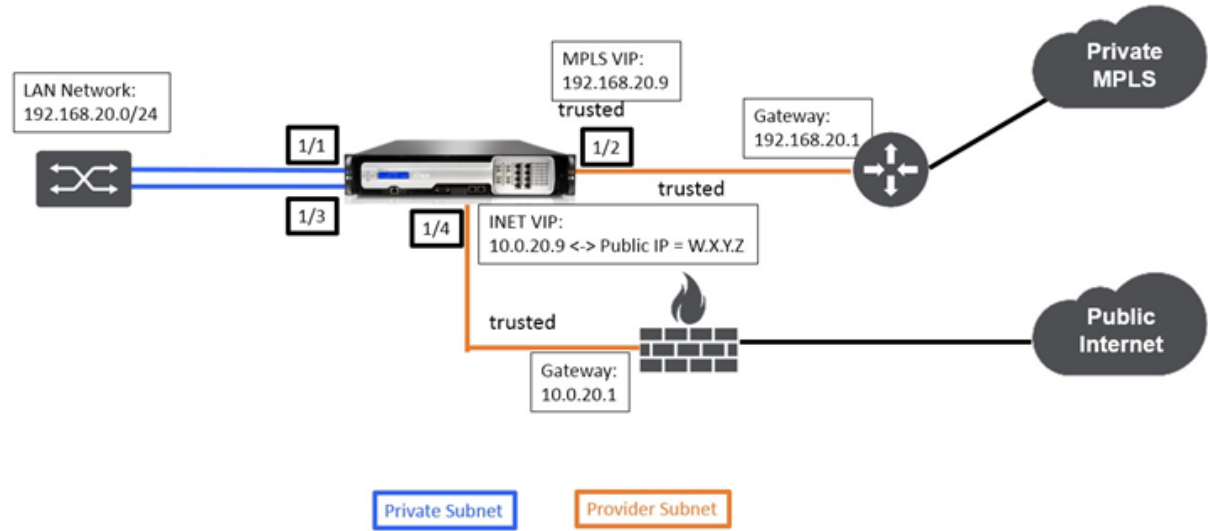 Private
MPLS
MPLS VIP:
192.168.20.9
trusted
LAN Network:
192.168.20.0/24
Gateway:
192.168.20.1
1/1
1/2
trusted
1/3
1/4
INET VIP:
10.0.20.9 <-> Public IP = W.X.Y.Z
trusted
Public
Internet
Gateway:
10.0.20.1
Private Subnet
Provider Subnet